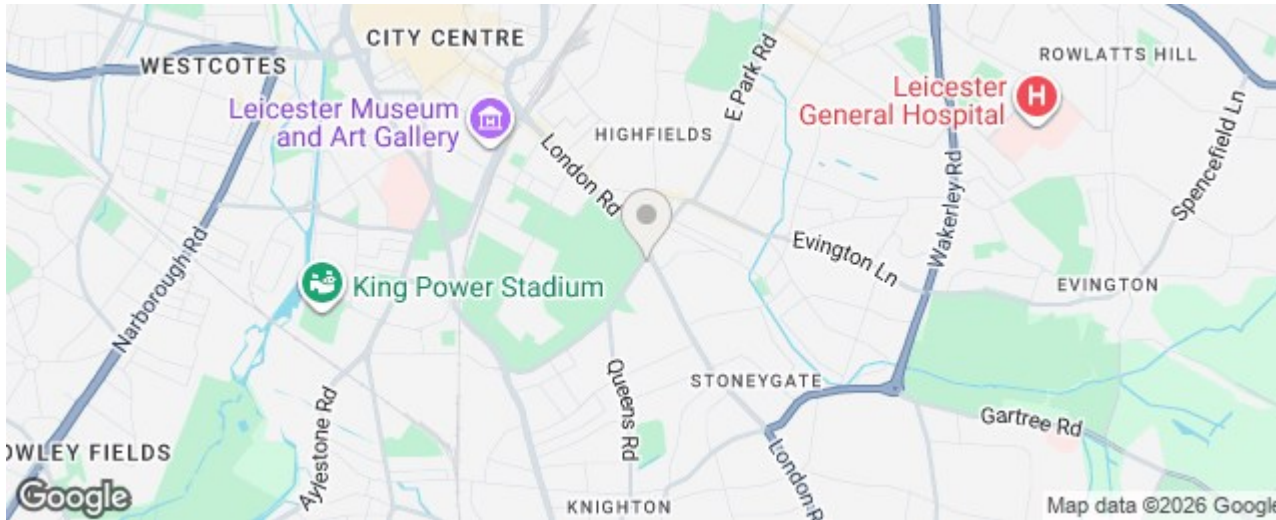 CITY CENTRE
WESTCOTES
ROWLATTS HILL
Leicester Museum
and Art Gallery
HIGHFIELDS
E Park Rd
Leicester
General Hospital
H
Spencefield Ln
London Rd
Wakerley Rd
Narborough Rd
Evington Ln
EVINGTON
King Power Stadium
Queens Rd
STONEYGATE
Aylestone Rd
Gartree Rd
OWLEY FIELDS
London R
KNIGHTON
Google
Map data ©2026 Google